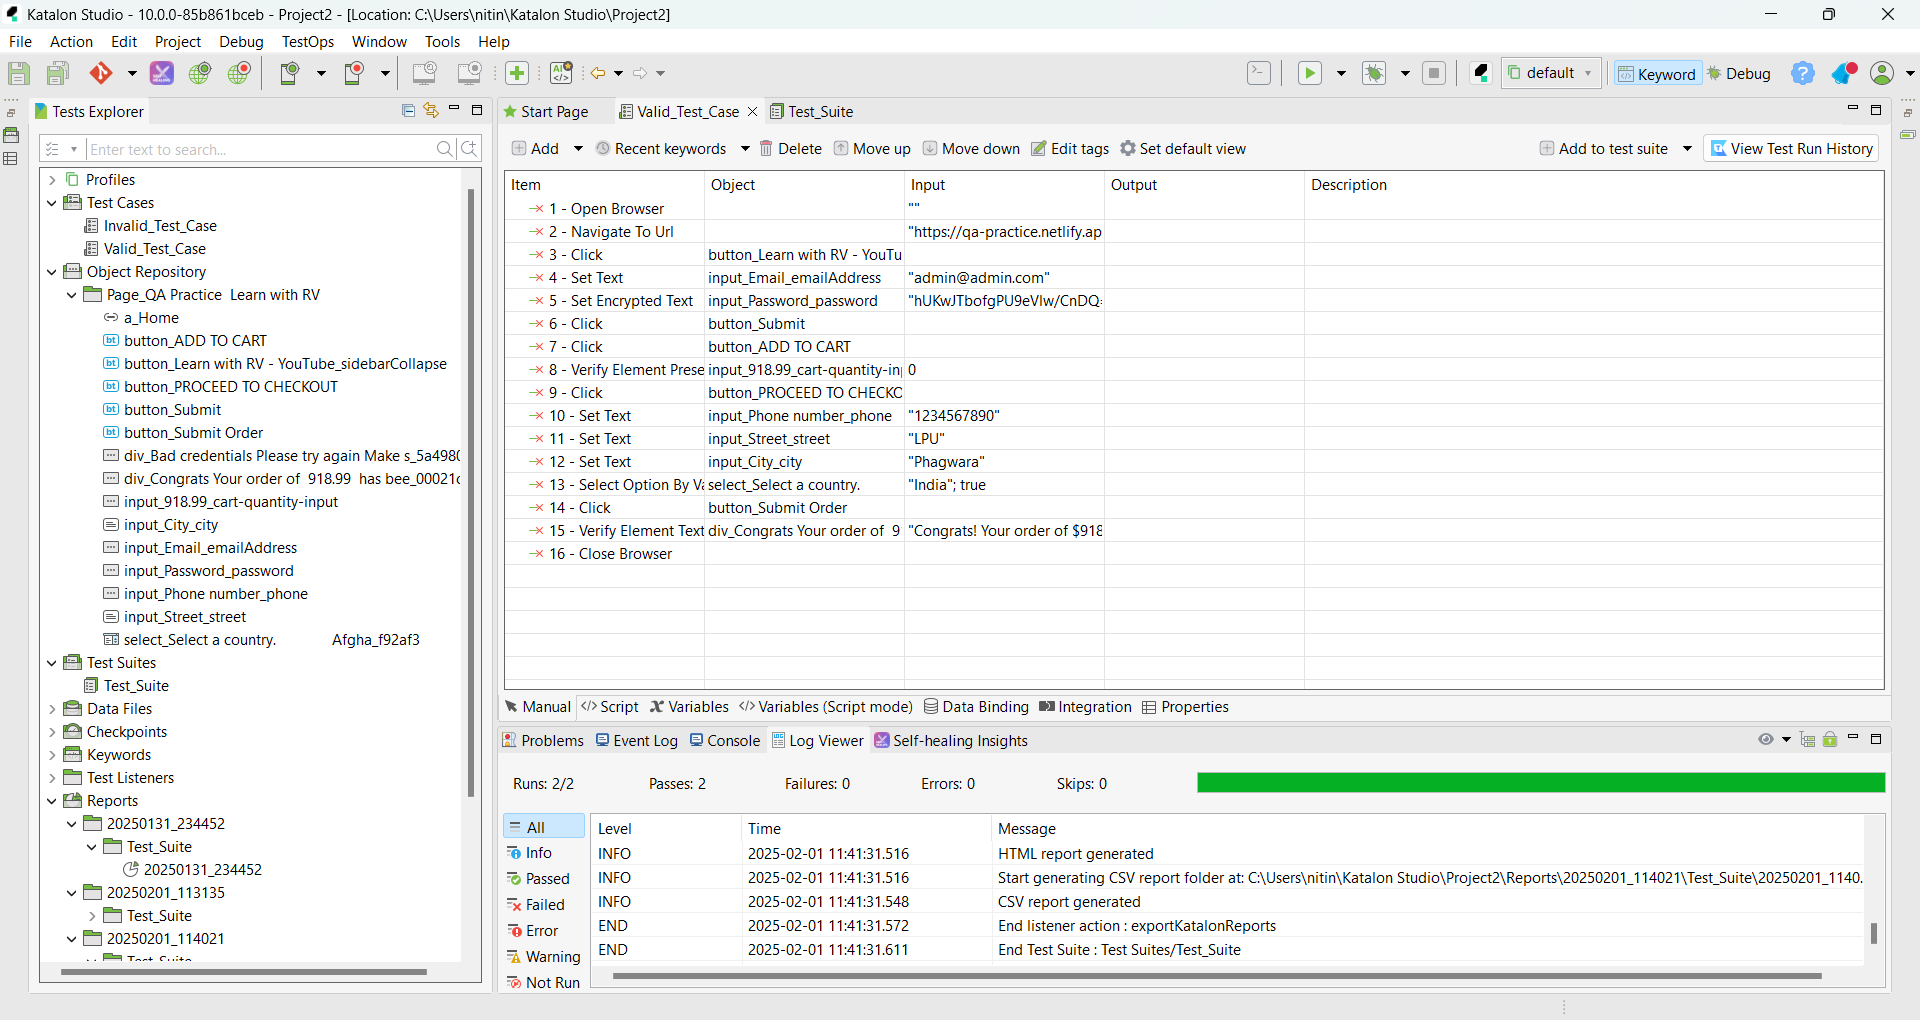 Katalon Studio - 10.0.0-85b861bceb - Project2 - [Location: C:\Users\nitin\Katalon Studio\Project2]
File Action Edit Project Debug TestOps Window Tools Help
default Keyword Debug
Tests Explorer
Enter text to search...
Profiles
Test Cases
Invalid_Test_Case
Valid_Test_Case
Object Repository
Page_QA Practice Learn with RV
a_Home
button_ADD TO CART
button_Learn with RV - YouTube_sidebarCollapse
button_PROCEED TO CHECKOUT
button_Submit
button_Submit Order
div_Bad credentials Please try again Make s_5a498
div_Congrats Your order of 918.99 has bee_00021
input_918.99_cart-quantity-input
input_City_city
input_Email_emailAddress
input_Password_password
input_Phone number_phone
input_Street_street
select_Select a country. Afgha_f92af3
Test Suites
Test_Suite
Data Files
Checkpoints
Keywords
Test Listeners
Reports
20250131_234452
Test_Suite
20250131_234452
20250201_113135
Test_Suite
20250201_114021
Test_Suite
Start Page Valid_Test_Case Test_Suite
Add Recent keywords Delete Move up Move down Edit tags Set default view Add to test suite View Test Run History
Item Object Input Output Description
1 - Open Browser ""
2 - Navigate To Url "https://qa-practice.netlify.ap
3 - Click button_Learn with RV - YouTu
4 - Set Text input_Email_emailAddress "admin@admin.com"
5 - Set Encrypted Text input_Password_password "hUKwJTbofgPU9eVlw/CnDQ=
6 - Click button_Submit
7 - Click button_ADD TO CART
8 - Verify Element Prese input_918.99_cart-quantity-in 0
9 - Click button_PROCEED TO CHECKO
10 - Set Text input_Phone number_phone "1234567890"
11 - Set Text input_Street_street "LPU"
12 - Set Text input_City_city "Phagwara"
13 - Select Option By Va select_Select a country. "India"; true
14 - Click button_Submit Order
15 - Verify Element Text div_Congrats Your order of 9 "Congrats! Your order of $918
16 - Close Browser
Manual Script Variables Variables (Script mode) Data Binding Integration Properties
Problems Event Log Console Log Viewer Self-healing Insights
Runs: 2/2 Passes: 2 Failures: 0 Errors: 0 Skips: 0
All
Info
Passed
Failed
Error
Warning
Not Run
Level Time Message
INFO 2025-02-01 11:41:31.516 HTML report generated
INFO 2025-02-01 11:41:31.516 Start generating CSV report folder at: C:\Users\nitin\Katalon Studio\Project2\Reports\20250201_114021\Test_Suite\20250201_1140.
INFO 2025-02-01 11:41:31.548 CSV report generated
END 2025-02-01 11:41:31.572 End listener action : exportKatalonReports
END 2025-02-01 11:41:31.611 End Test Suite : Test Suites/Test_Suite